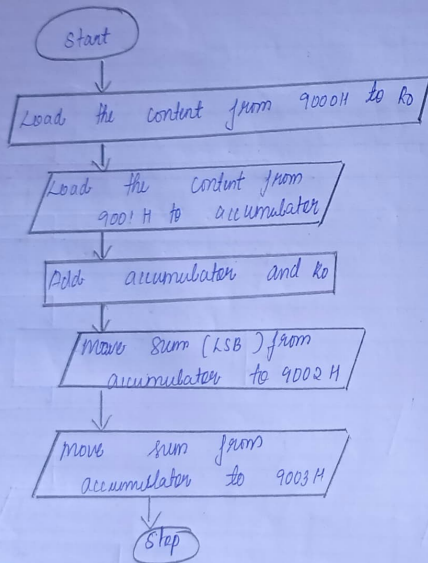 Start
Load the content from 9000H to R0
Load the content from
9001 H to accumulator
Add accumulator and R0
Move sum (LSB) from
accumulator to 9002 H
Move sum from
accumulator to 9003 H
Stop